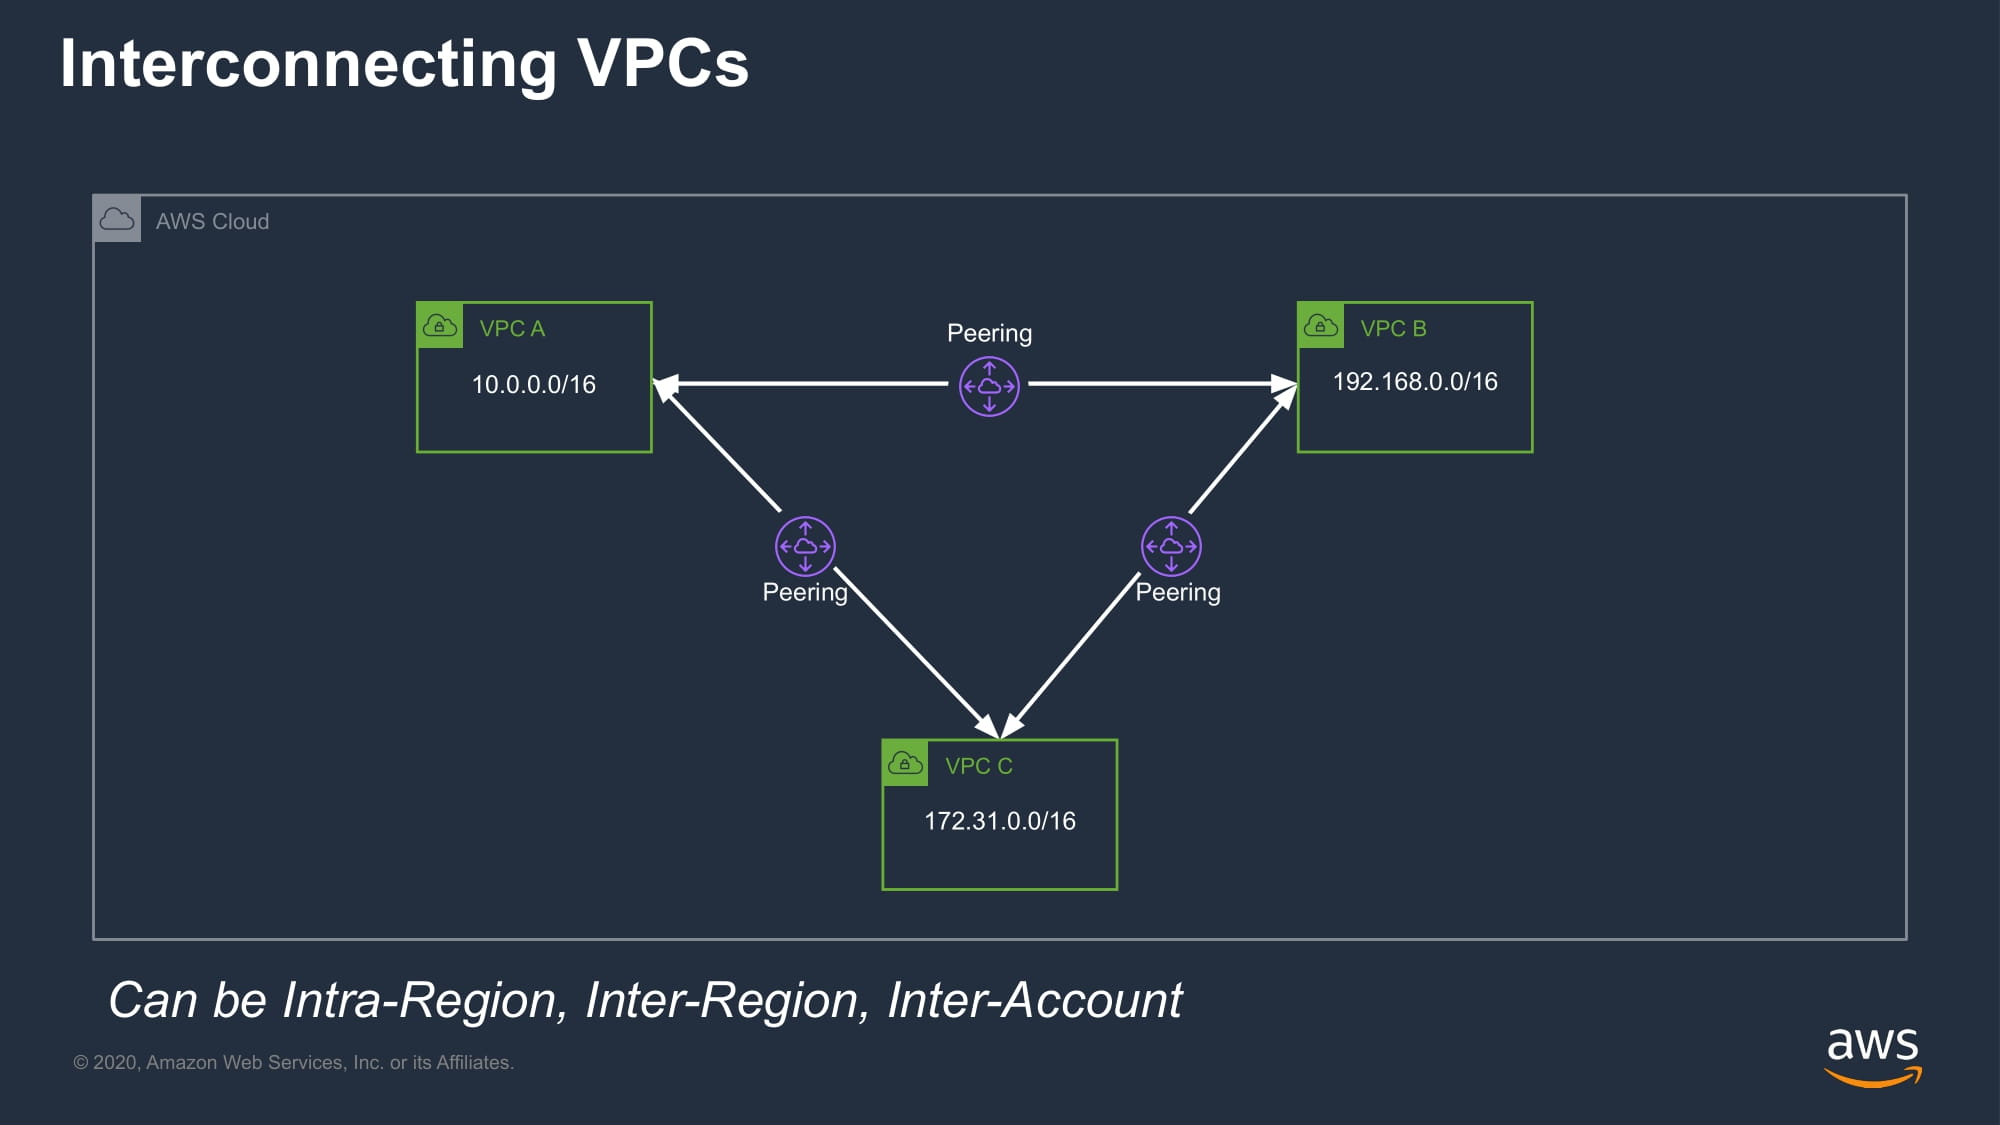 Interconnecting VPCs
AWS Cloud
VPC A
10.0.0.0/16
Peering
VPC B
192.168.0.0/16
Peering
Peering
VPC C
172.31.0.0/16
Can be Intra-Region, Inter-Region, Inter-Account
© 2020, Amazon Web Services, Inc. or its Affiliates.
aws